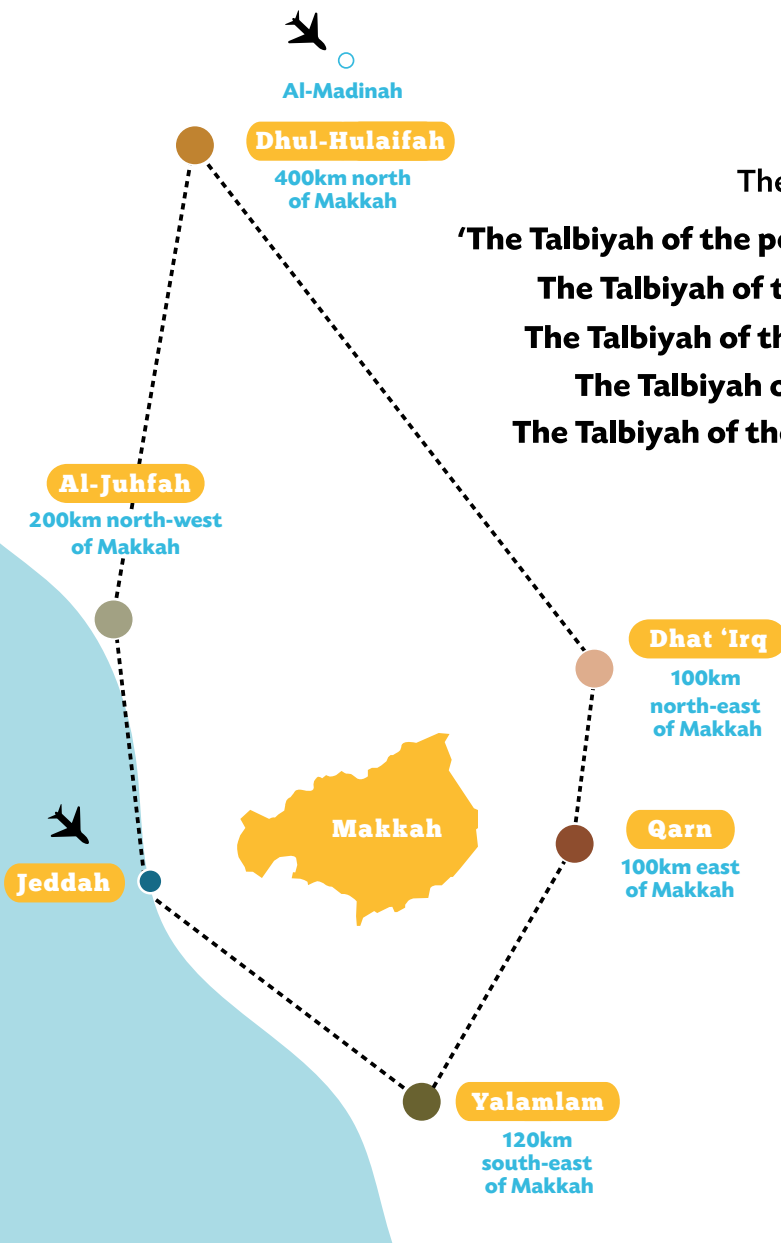 Al-Madinah
Dhul-Hulaifah
400km north
of Makkah
The
‘The Talbiyah of the
The Talbiyah of
The Talbiyah of
The Talbiyah
The Talbiyah of
Al-Juhfah
200km north-west
of Makkah
Dhat ‘Irq
100km
north-east
of Makkah
Makkah
Qarn
100km east
of Makkah
Jeddah
Yalamlam
120km
south-east
of Makkah